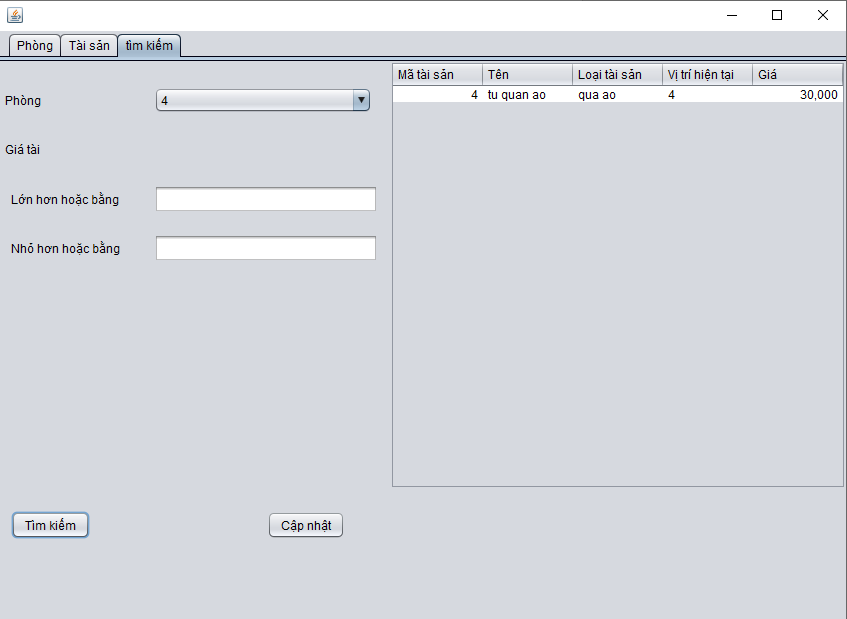 Phòng Tài sản tìm kiếm
Phòng 4
Giá tài
Lớn hơn hoặc bằng
Nhỏ hơn hoặc bằng
Mã tài sản Tên Loại tài sản Vị trí hiện tại Giá
4 tu quan ao qua ao 4 30,000
Tìm kiếm Cập nhật